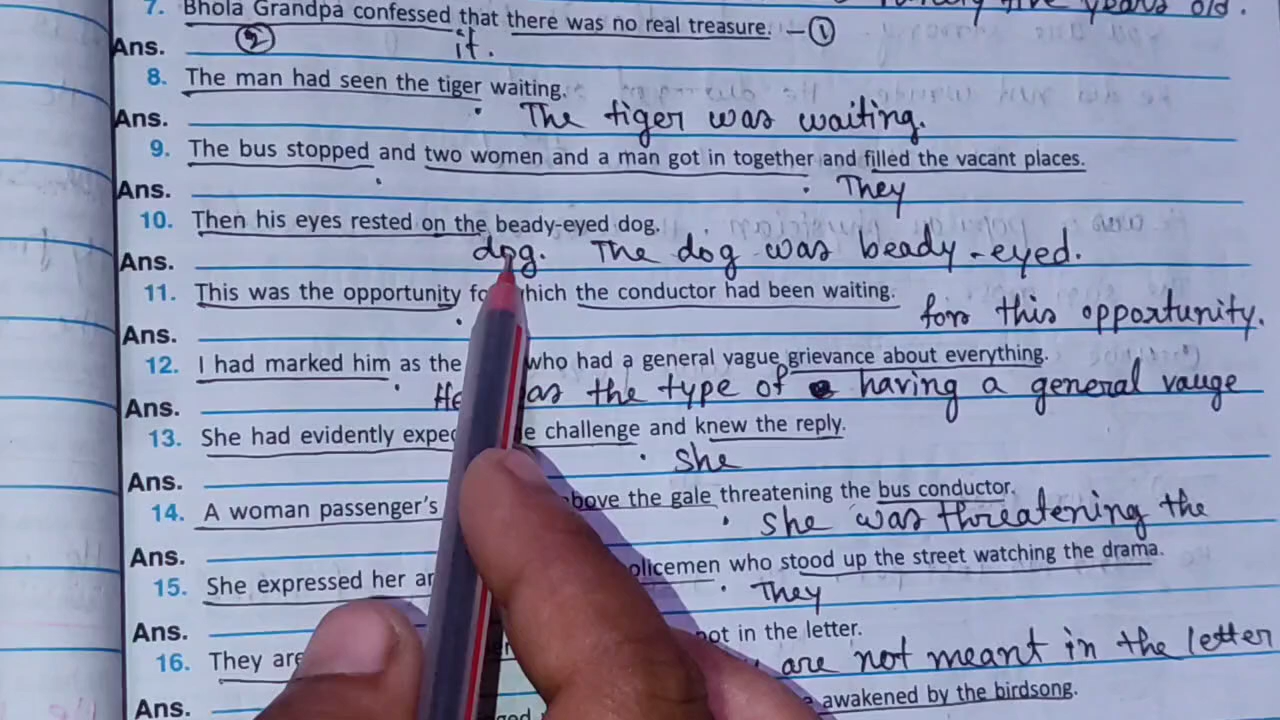 7. Bhola Grandpa confessed that there was no real treasure. – ① years old.
Ans. ② it.
8. The man had seen the tiger waiting.
Ans. The tiger was waiting.
9. The bus stopped and two women and a man got in together and filled the vacant places.
Ans. They
10. Then his eyes rested on the beady-eyed dog.
Ans. dog. The dog was beady-eyed.
11. This was the opportunity which the conductor had been waiting.
Ans. for this opportunity.
12. I had marked him as the who had a general vague grievance about everything.
Ans. as the type of having a general vauge
13. She had evidently challenge and knew the reply.
Ans. She
14. A woman passenger's the gale threatening the bus conductor.
Ans. She was threatening the
15. She expressed her who stood up the street watching the drama.
Ans. They
16. They are not in the letter.
Ans. are not meant in the letter
awakened by the birdsong.